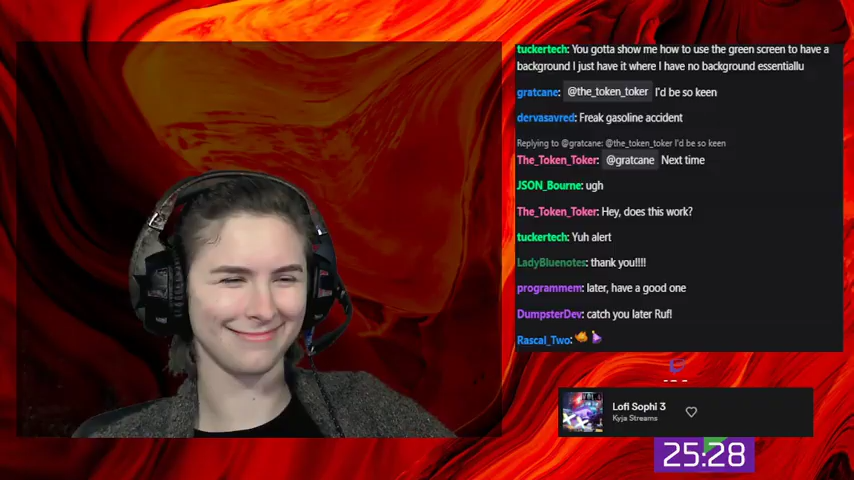 tuckertech: You gotta show me how to use the green screen to have a
background I just have it where I have no background essentiallu
gratcane: @the_token_toker I'd be so keen
dervasavred: Freak gasoline accident
Replying to @gratcane: @the_token_toker I'd be so keen
The_Token_Toker: @gratcane Next time
JSON_Bourne: ugh
The_Token_Toker: Hey, does this work?
tuckertech: Yuh alert
LadyBluenotes: thank you!!!!
programmem: later, have a good one
DumpsterDev: catch you later Ruf!
Rascal_Two:
Lofi Sophi 3
Kyja Streams
25:28